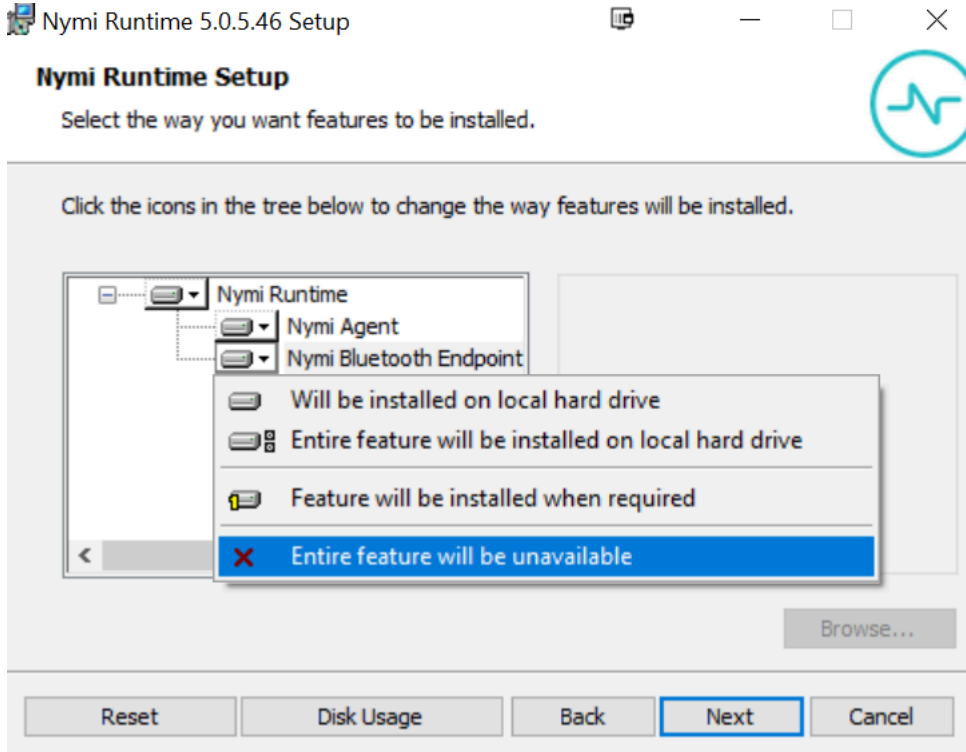 Nymi Runtime 5.0.5.46 Setup
Nymi Runtime Setup
Select the way you want features to be installed.
Click the icons in the tree below to change the way features will be installed.
Nymi Runtime
Nymi Agent
Nymi Bluetooth Endpoint
Will be installed on local hard drive
Entire feature will be installed on local hard drive
Feature will be installed when required
Entire feature will be unavailable
Browse...
Reset Disk Usage Back Next Cancel